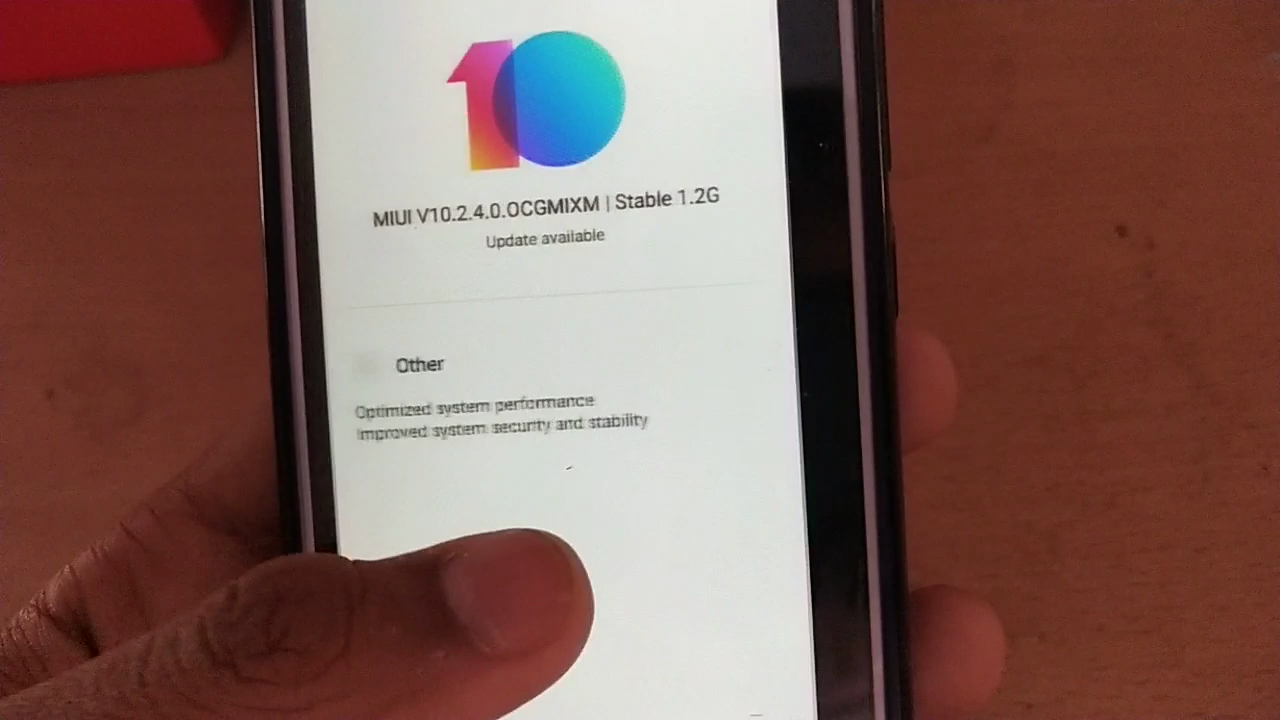 10
MIUI V10.2.4.0.OCGMIXM | Stable 1.2G
Update available
Other
Optimized system performance
Improved system security and stability